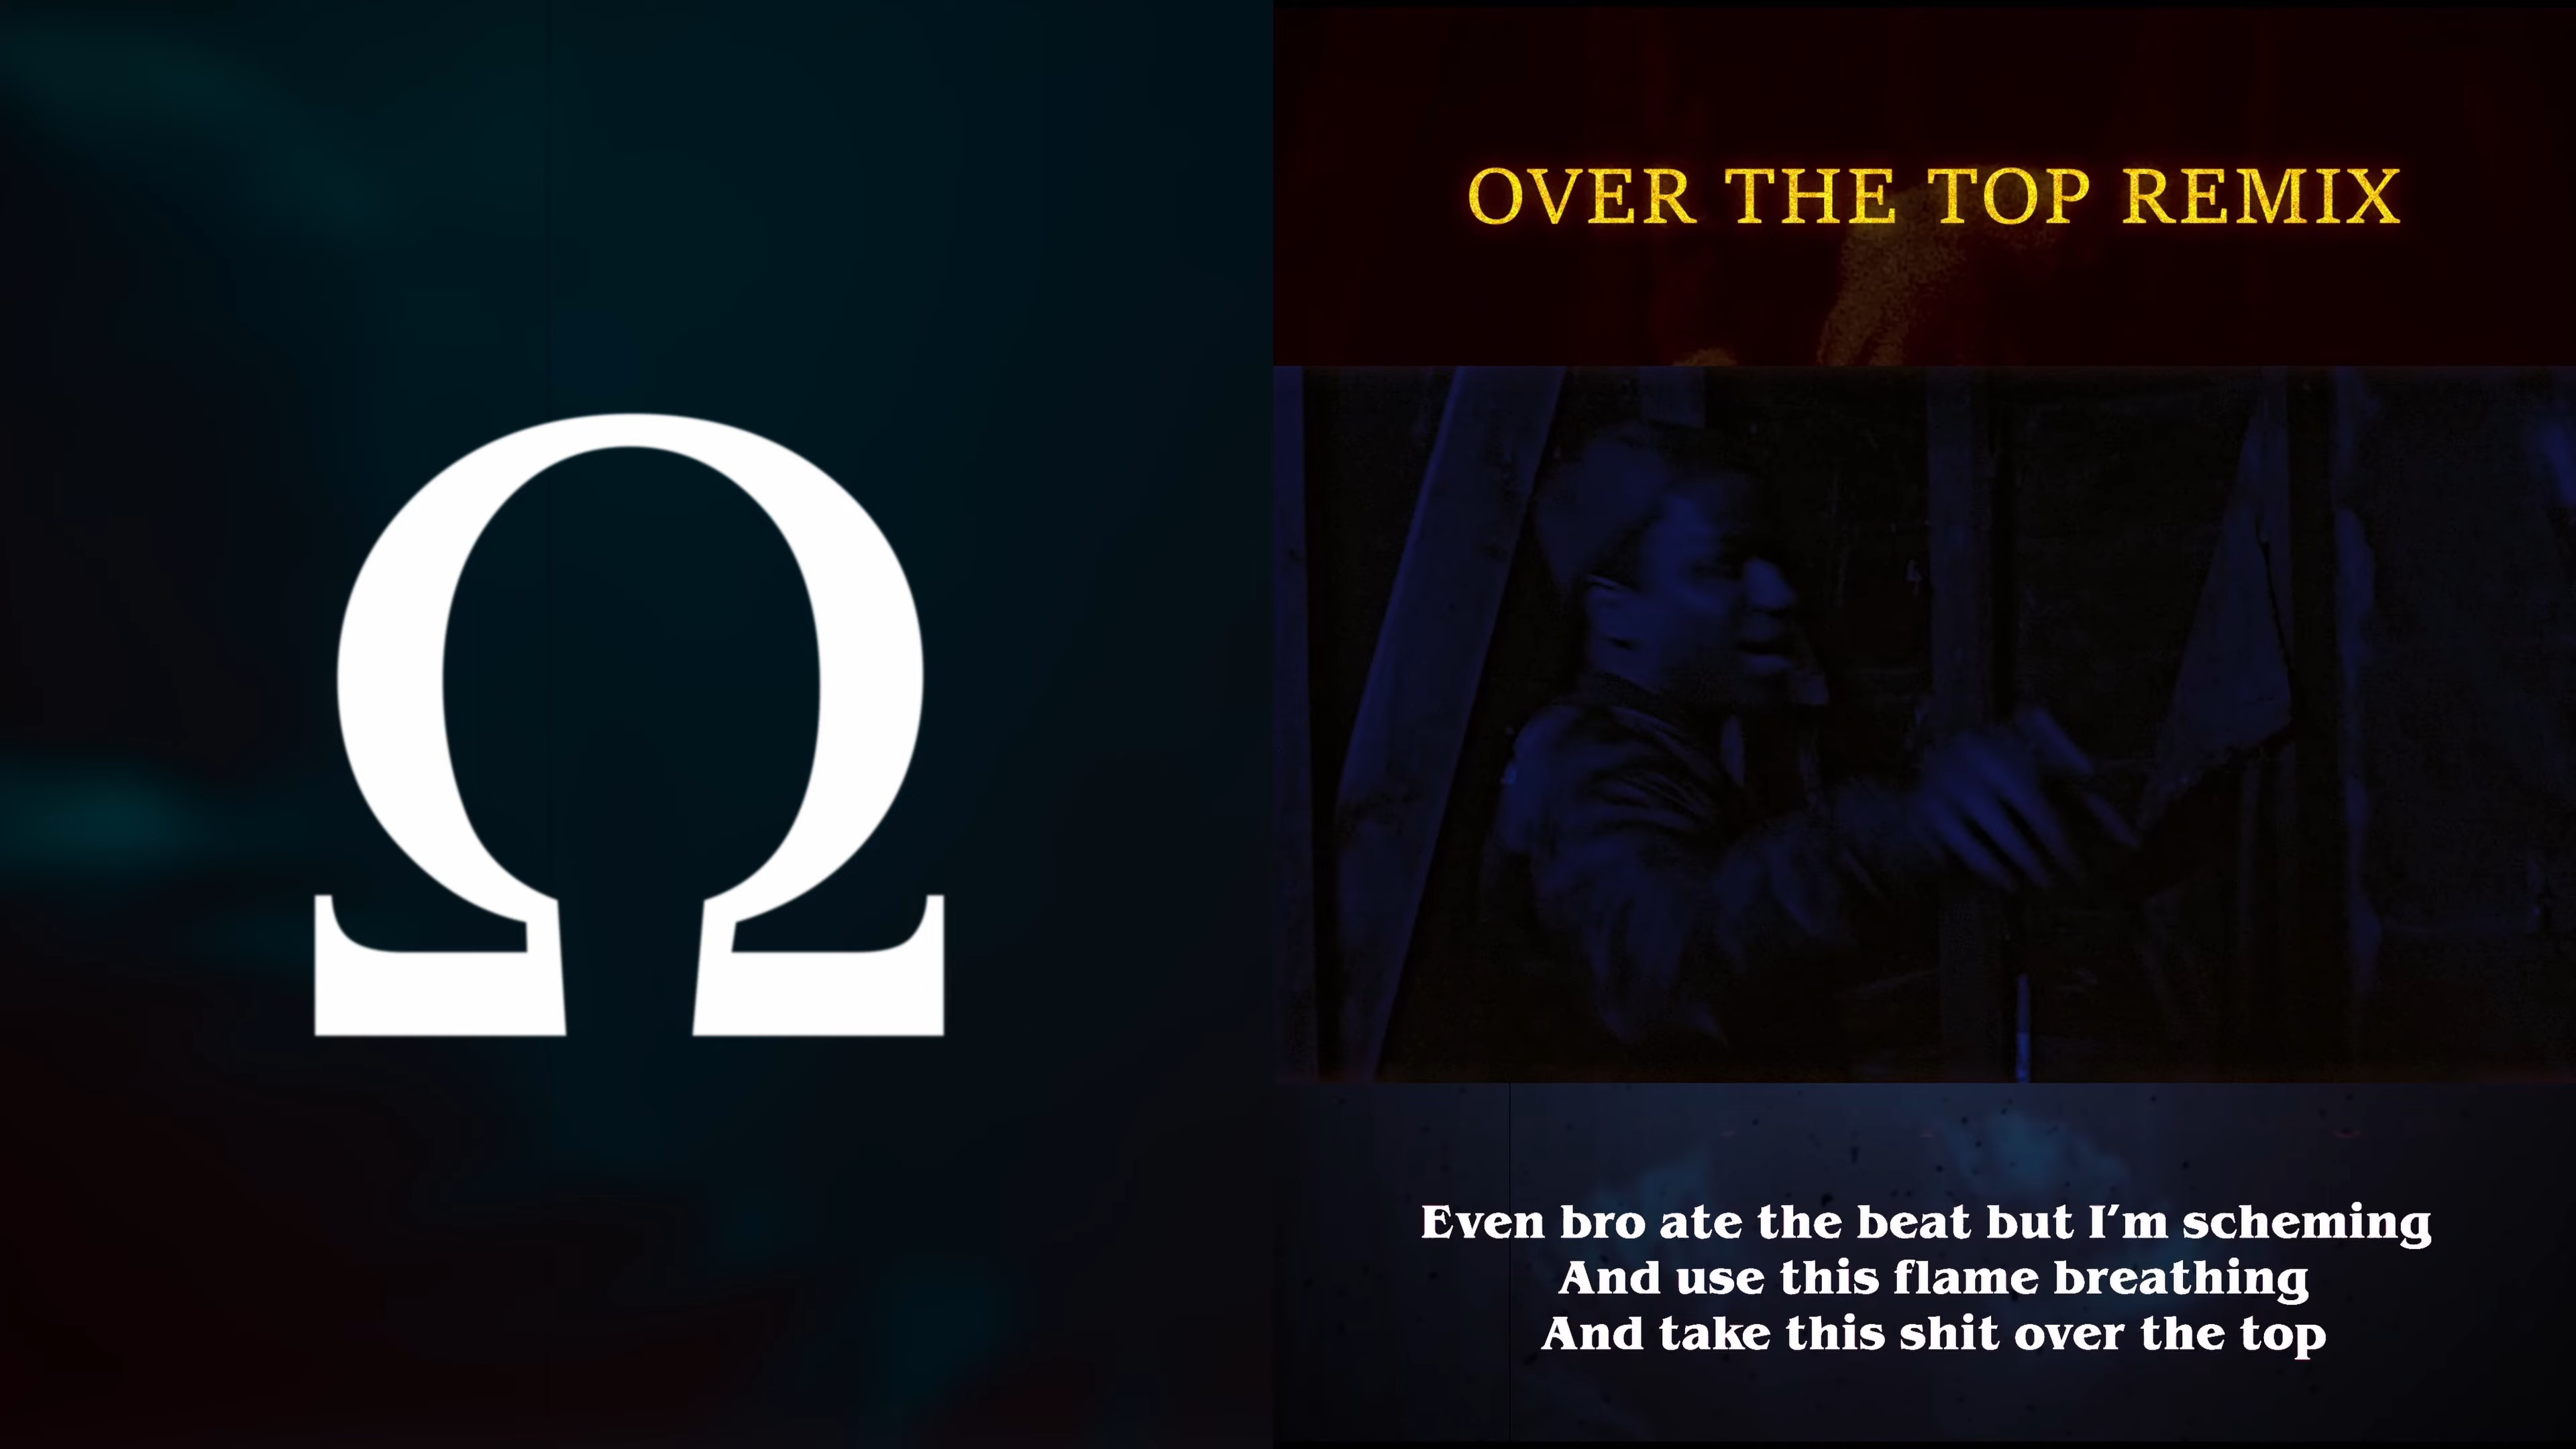 Ω
OVER THE TOP REMIX
Even bro ate the beat but I'm scheming
And use this flame breathing
And take this shit over the top